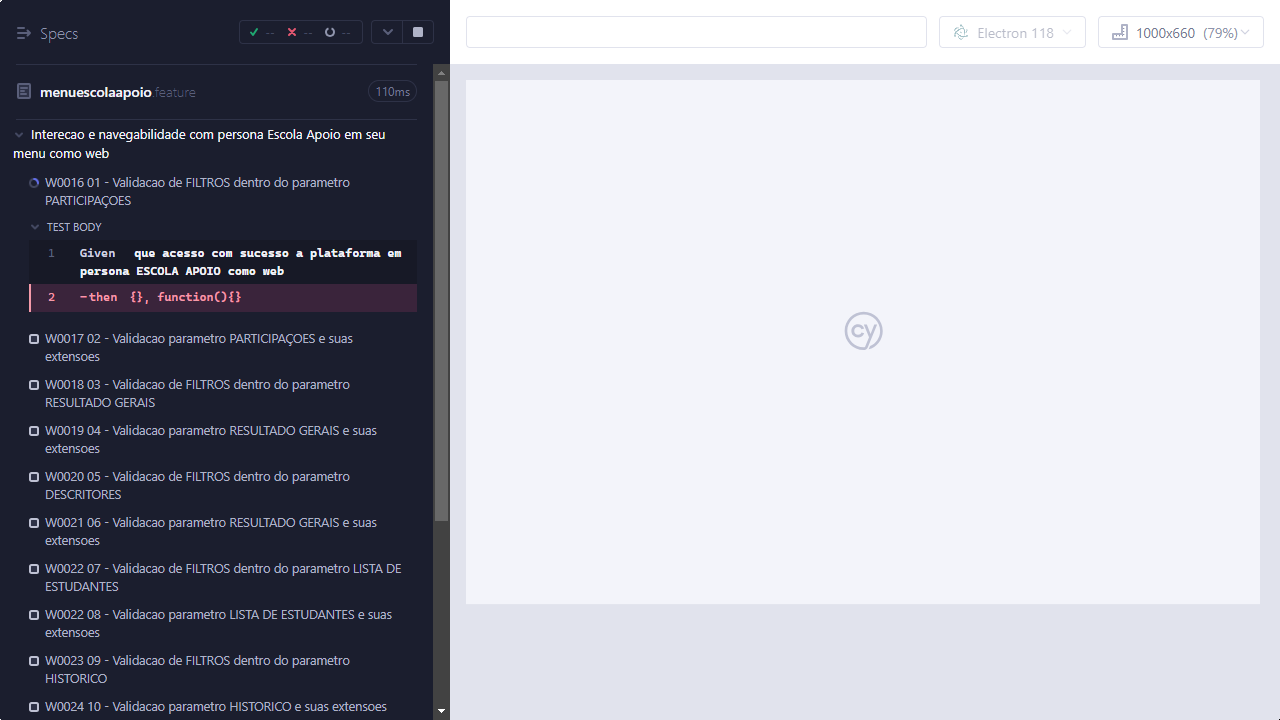 Specs
--
--
--
Electron 118
1000x660 (79%)
menuescolaapoio.feature
110ms
Interecao e navegabilidade com persona Escola Apoio em seu
menu como web
W0016 01 - Validacao de FILTROS dentro do parametro
PARTICIPAÇOES
TEST BODY
1 Given que acesso com sucesso a plataforma em
persona ESCOLA APOIO como web
2 -then {}, function(){}
W0017 02 - Validacao parametro PARTICIPAÇOES e suas
extensoes
W0018 03 - Validacao de FILTROS dentro do parametro
RESULTADO GERAIS
W0019 04 - Validacao parametro RESULTADO GERAIS e suas
extensoes
W0020 05 - Validacao de FILTROS dentro do parametro
DESCRITORES
W0021 06 - Validacao parametro RESULTADO GERAIS e suas
extensoes
W0022 07 - Validacao de FILTROS dentro do parametro LISTA DE
ESTUDANTES
W0022 08 - Validacao parametro LISTA DE ESTUDANTES e suas
extensoes
W0023 09 - Validacao de FILTROS dentro do parametro
HISTORICO
W0024 10 - Validacao parametro HISTORICO e suas extensoes
cy